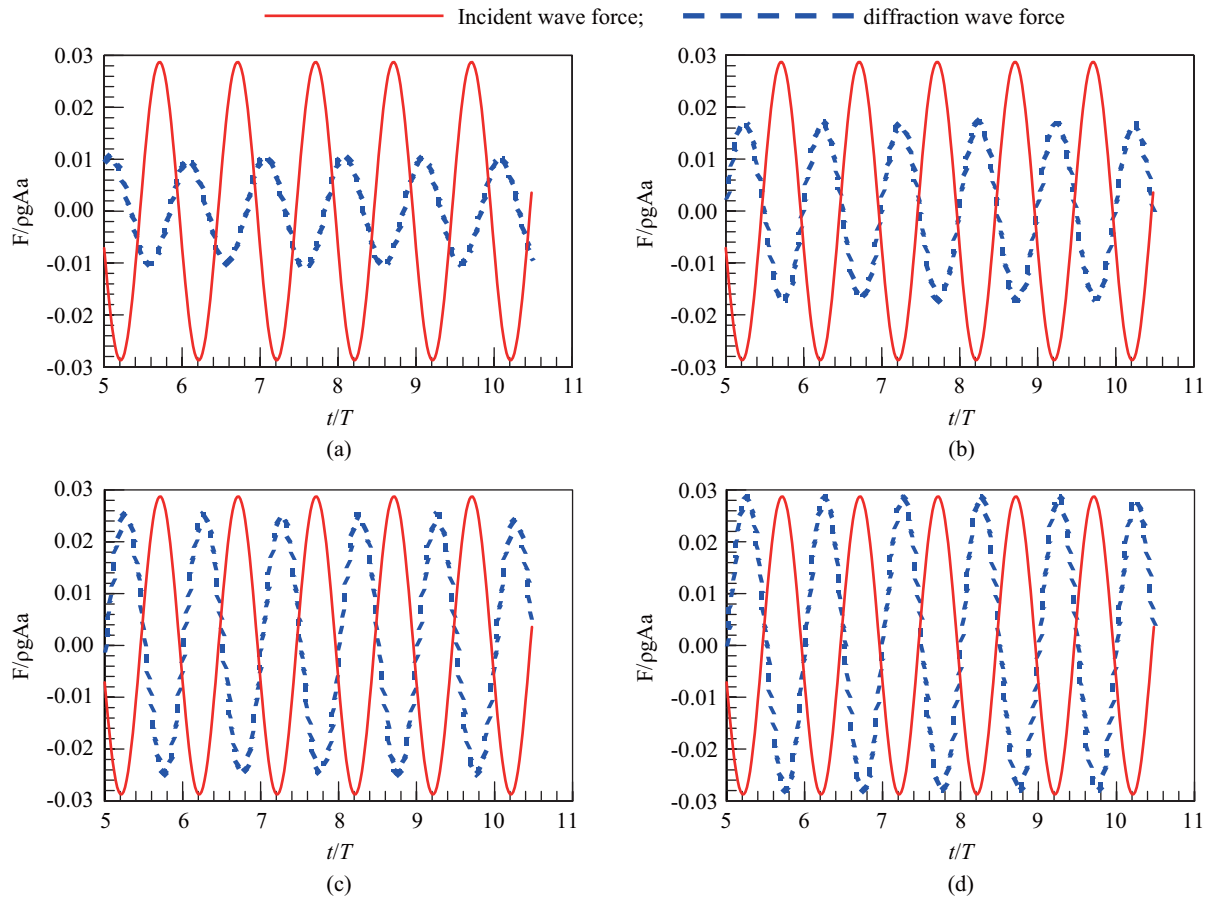 Incident wave force; diffraction wave force
0.03 0.03
0.02 0.02
0.01 0.01
0.00 0.00
-0.01 -0.01
-0.02 -0.02
-0.03 -0.03
F/ρgAa F/ρgAa
5 6 7 8 9 10 11 5 6 7 8 9 10 11
t/T t/T
(a) (b)
0.03 0.03
0.02 0.02
0.01 0.01
0.00 0.00
-0.01 -0.01
-0.02 -0.02
-0.03 -0.03
F/ρgAa F/ρgAa
5 6 7 8 9 10 11 5 6 7 8 9 10 11
t/T t/T
(c) (d)